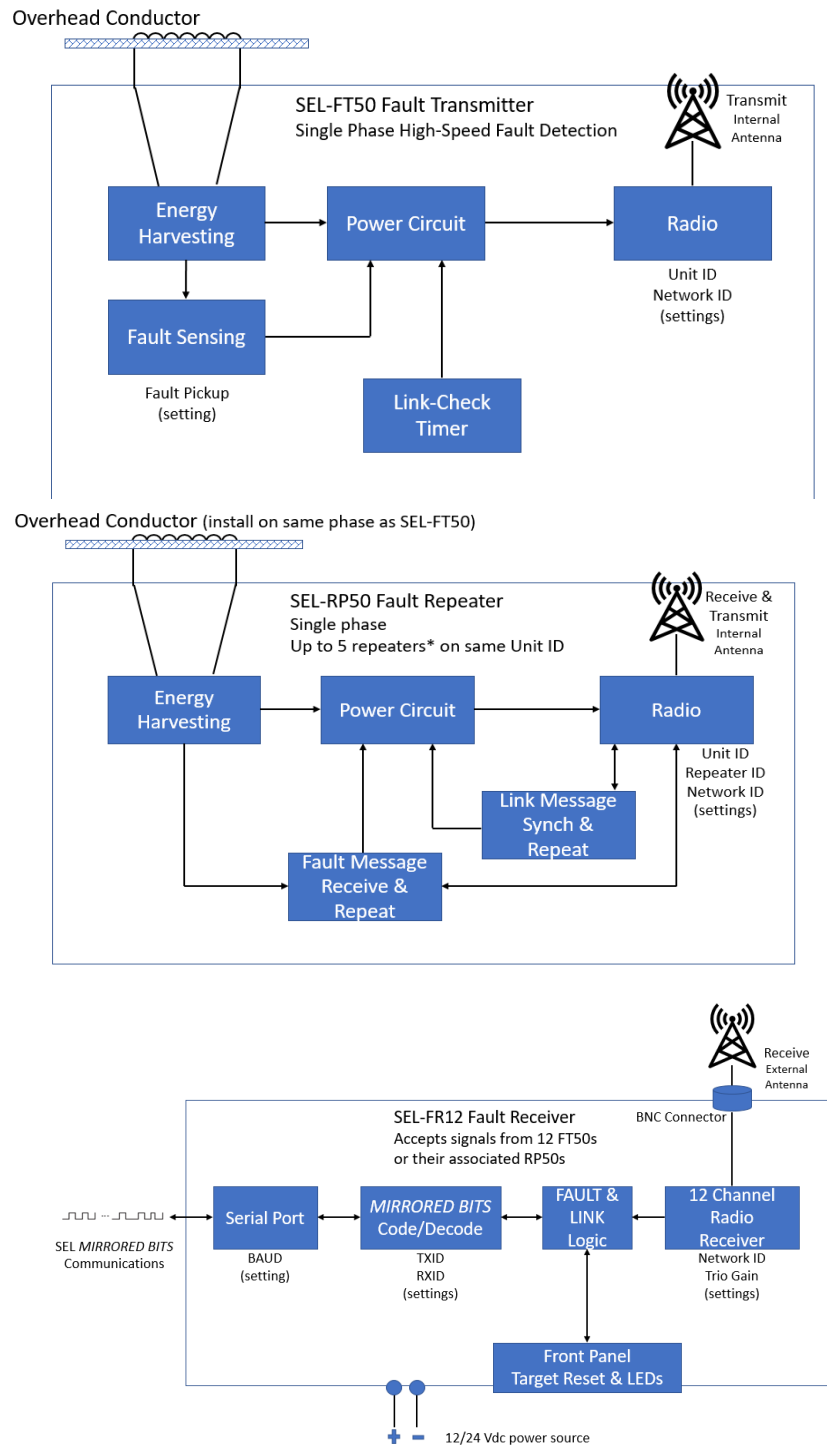 Overhead Conductor
SEL-FT50 Fault Transmitter
Single Phase High-Speed Fault Detection
Transmit
Internal
Antenna
Energy
Harvesting
Power Circuit
Radio
Unit ID
Network ID
(settings)
Fault Sensing
Fault Pickup
(setting)
Link-Check
Timer
Overhead Conductor (install on same phase as SEL-FT50)
SEL-RP50 Fault Repeater
Single phase
Up to 5 repeaters* on same Unit ID
Receive &
Transmit
Internal
Antenna
Energy
Harvesting
Power Circuit
Radio
Unit ID
Repeater ID
Network ID
(settings)
Link Message
Synch &
Repeat
Fault Message
Receive &
Repeat
Receive
External
Antenna
BNC Connector
SEL-FR12 Fault Receiver
Accepts signals from 12 FT50s
or their associated RP50s
SEL MIRRORED BITS
Communications
Serial Port
BAUD
(setting)
MIRRORED BITS
Code/Decode
TXID
RXID
(settings)
FAULT &
LINK
Logic
12 Channel
Radio
Receiver
Network ID
Trio Gain
(settings)
Front Panel
Target Reset & LEDs
+ −
12/24 Vdc power source